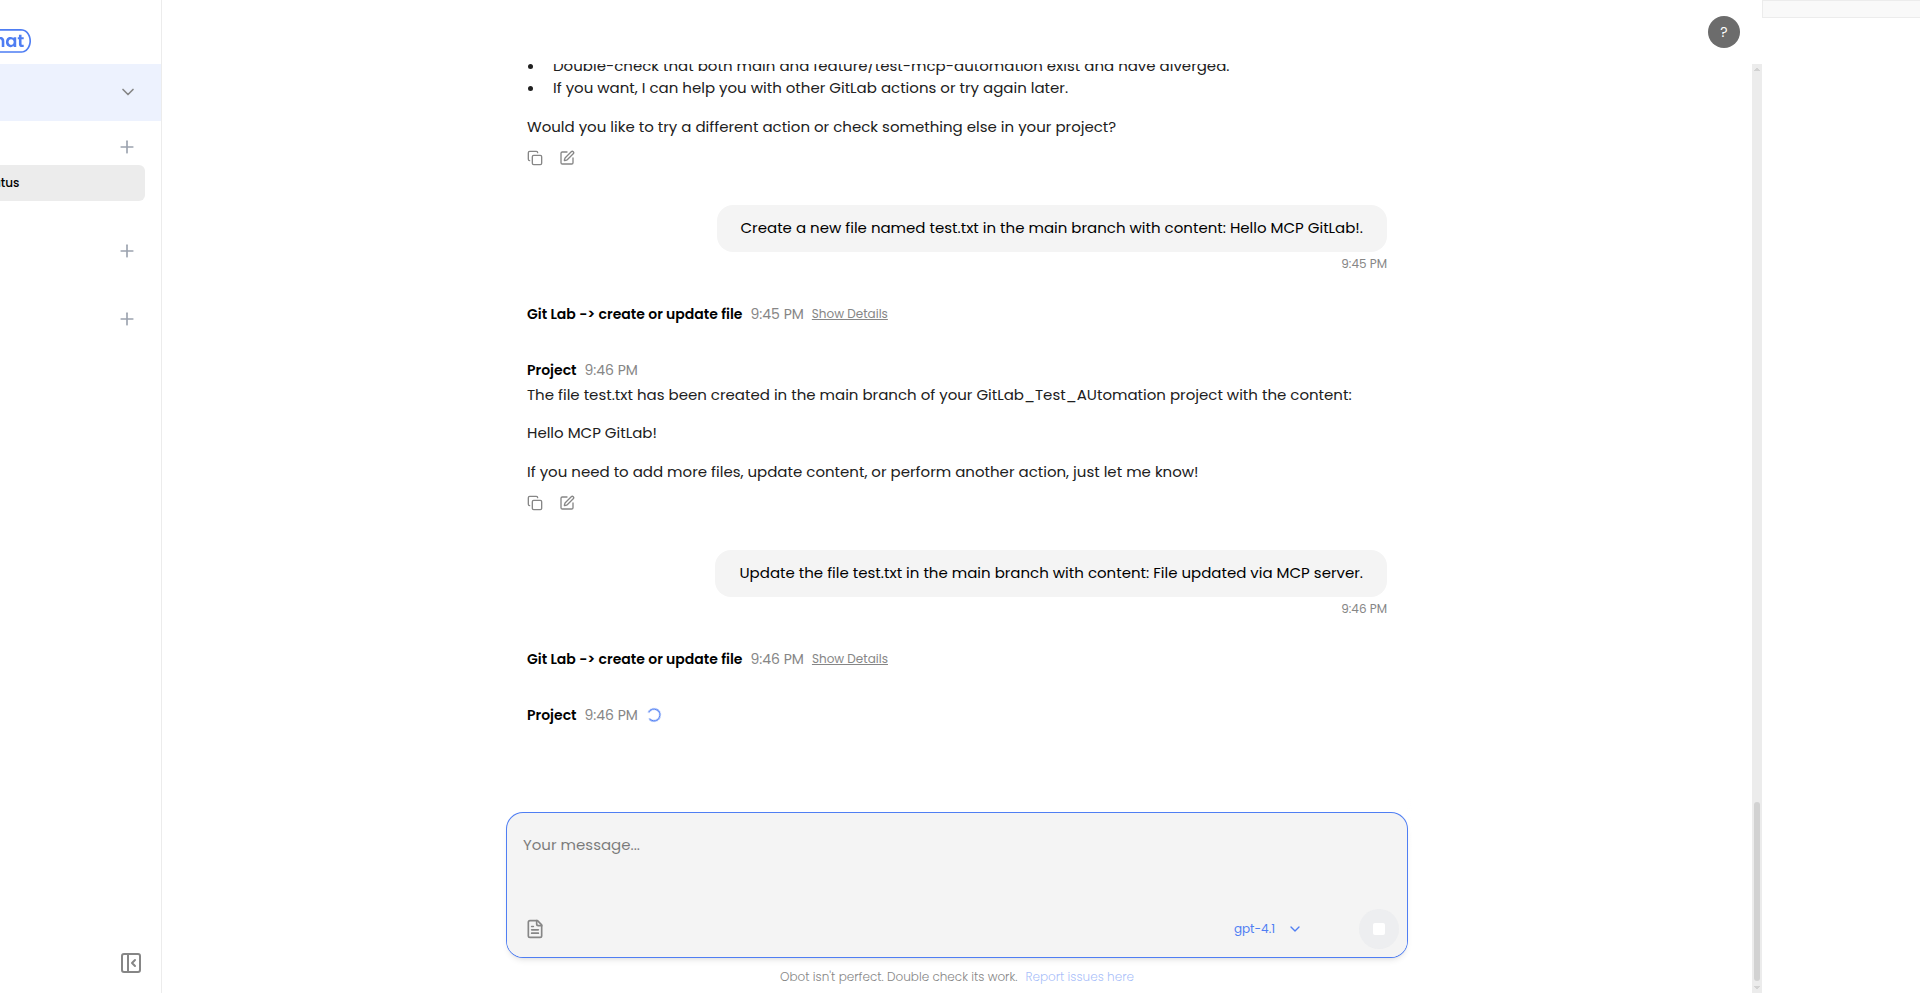 ?
Double-check that both main and feature/test-mcp-automation exist and have diverged.
If you want, I can help you with other GitLab actions or try again later.
Would you like to try a different action or check something else in your project?
Create a new file named test.txt in the main branch with content: Hello MCP GitLab!.
9:45 PM
Git Lab -> create or update file 9:45 PM Show Details
Project 9:46 PM
The file test.txt has been created in the main branch of your GitLab_Test_AUtomation project with the content:
Hello MCP GitLab!
If you need to add more files, update content, or perform another action, just let me know!
Update the file test.txt in the main branch with content: File updated via MCP server.
9:46 PM
Git Lab -> create or update file 9:46 PM Show Details
Project 9:46 PM
Your message...
gpt-4.1
Obot isn't perfect. Double check its work. Report issues here